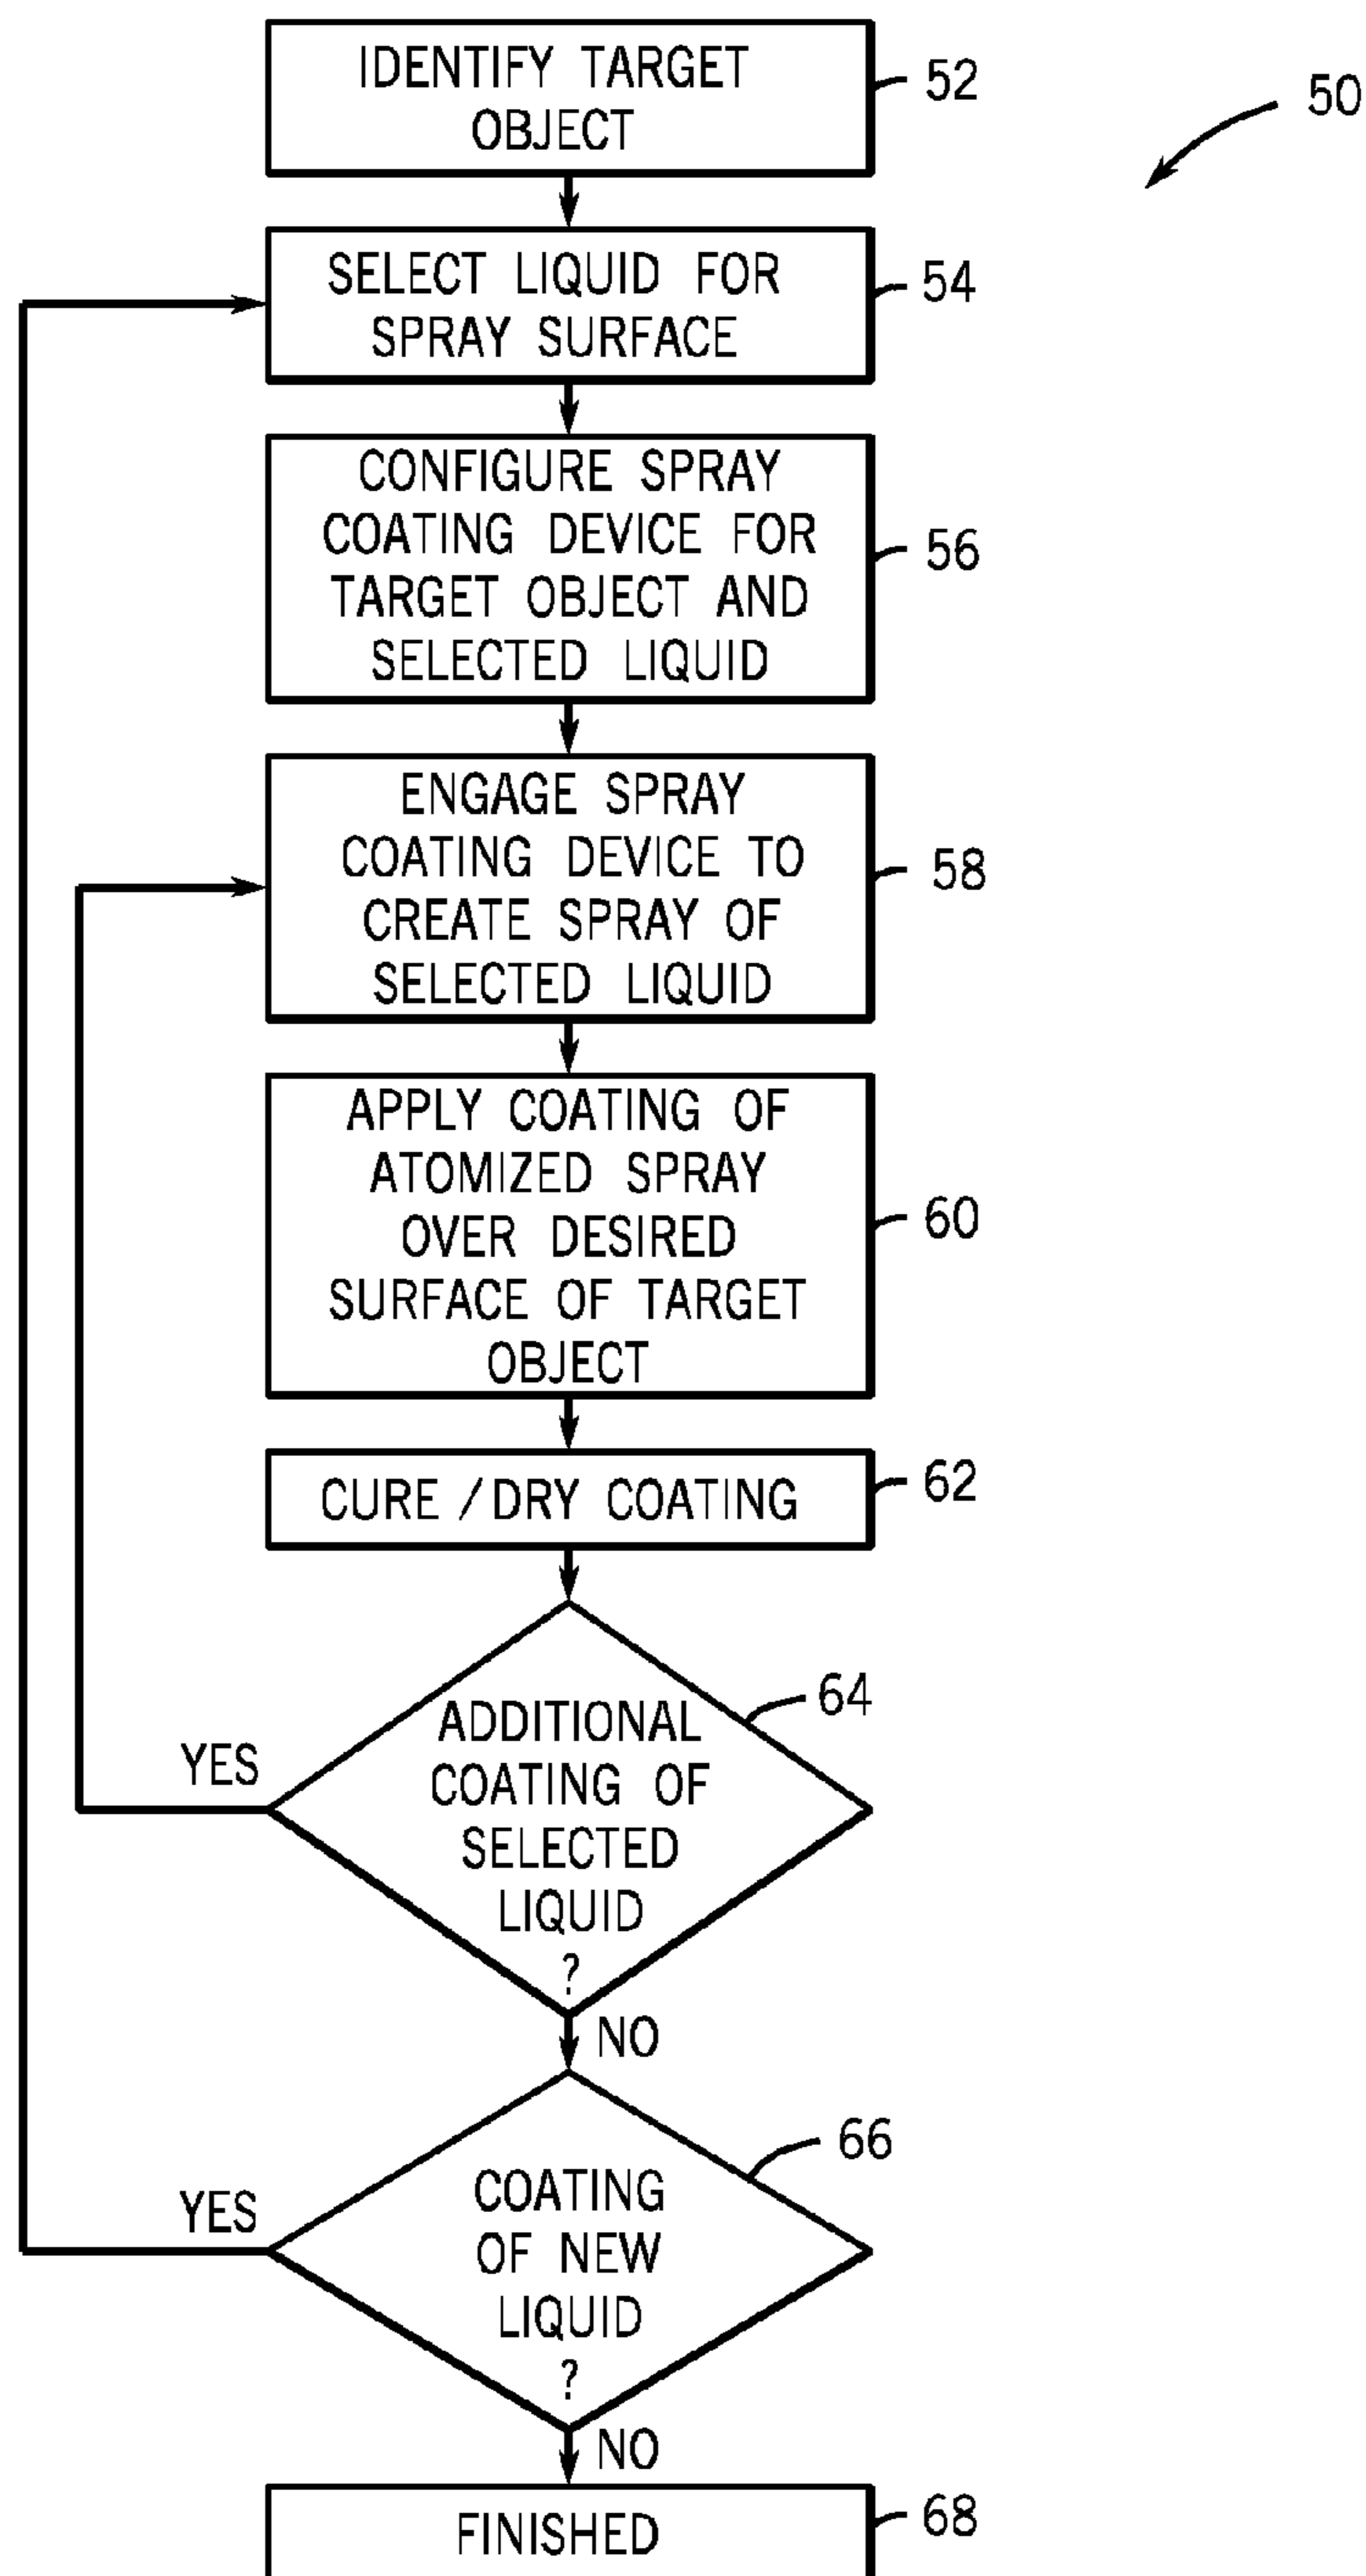 IDENTIFY TARGET
OBJECT
52
50
SELECT LIQUID FOR
SPRAY SURFACE
54
CONFIGURE SPRAY
COATING DEVICE FOR
TARGET OBJECT AND
SELECTED LIQUID
56
ENGAGE SPRAY
COATING DEVICE TO
CREATE SPRAY OF
SELECTED LIQUID
58
APPLY COATING OF
ATOMIZED SPRAY
OVER DESIRED
SURFACE OF TARGET
OBJECT
60
CURE / DRY COATING
62
ADDITIONAL
COATING OF
SELECTED
LIQUID
?
64
YES
NO
COATING
OF NEW
LIQUID
?
66
YES
NO
FINISHED
68